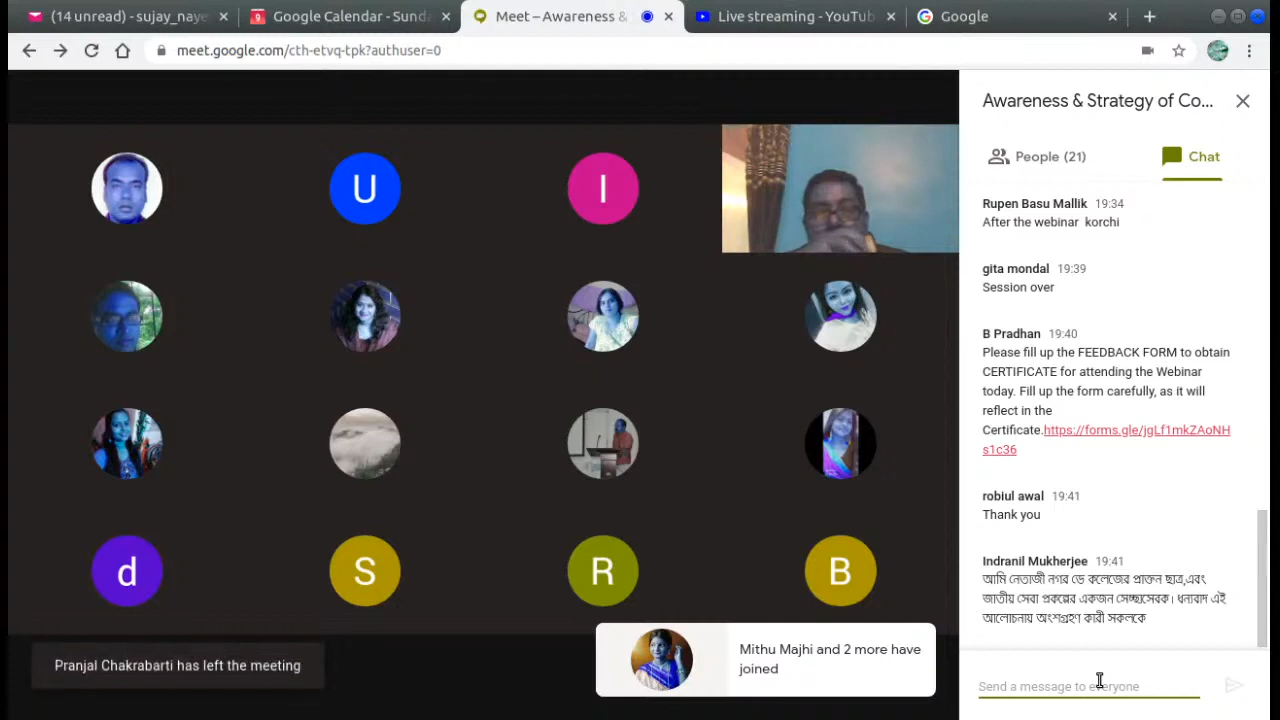 (14 unread) - sujay_naye
Google Calendar - Sund
Meet – Awareness &
Live streaming - YouTub
Google
meet.google.com/cth-etvq-tpk?authuser=0
U
I
d
S
R
B
Pranjal Chakrabarti has left the meeting
Mithu Majhi and 2 more have
joined
Awareness & Strategy of Co...
People (21)
Chat
Rupen Basu Mallik 19:34
After the webinar korchi
gita mondal 19:39
Session over
B Pradhan 19:40
Please fill up the FEEDBACK FORM to obtain
CERTIFICATE for attending the Webinar
today. Fill up the form carefully, as it will
reflect in the
Certificate.https://forms.gle/jgLf1mkZAoNH
s1c36
robiul awal 19:41
Thank you
Indranil Mukherjee 19:41
আমি নেতাজী নগর ডে কলেজের প্রাক্তন ছাত্র,এবং
জাতীয় সেবা প্রকল্পের একজন সেচ্ছাসেবক। ধন্যবাদ এই
আলোচনায় অংশগ্রহণ কারী সকলকে
Send a message to everyone